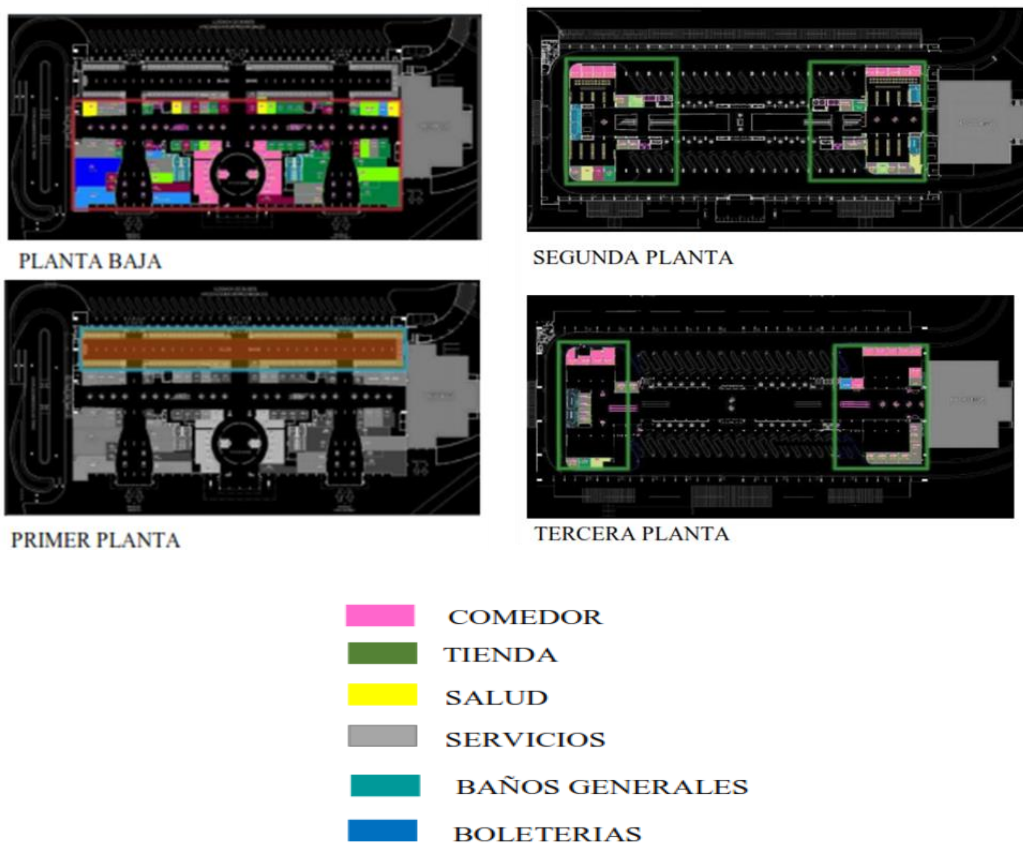 PLANTA BAJA
SEGUNDA PLANTA
PRIMER PLANTA
TERCERA PLANTA
COMEDOR
TIENDA
SALUD
SERVICIOS
BAÑOS GENERALES
BOLETERIAS